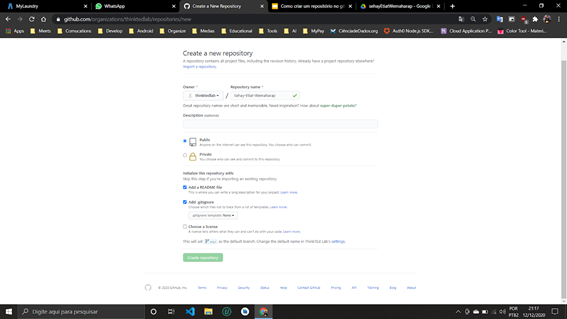 MyLaundry
WhatsApp
Create a New Repository
Como criar um repositório no gi
github.com/organizations/thinktedlab/repositories/new
Apps
Meets
Comunications
Develop
Android
Organize
Medias
Educational
Tools
AI
MyPay
CiênciadeDados.org
Auth0 Node.js SDK...
Cloud Application P...
Color Tool - Materi...
Create a new repository
A repository contains all project files, including the revision history. Already have a project repository elsewhere?
Import a repository.
Owner *
Repository name *
thinktedlab
/
Great repository names are short and memorable. Need inspiration? How about super-duper-potato?
Description (optional)
Public
Anyone on the internet can see this repository. You choose who can commit.
Private
You choose who can see and commit to this repository.
Initialize this repository with:
Skip this step if you're importing an existing repository.
Add a README file
This is where you can write a long description for your project. Learn more.
Add .gitignore
Choose which files not to track from a list of templates. Learn more.
.gitignore template: None
Choose a license
A license tells others what they can and can't do with your code. Learn more.
This will set main as the default branch. Change the default name in ThinkTed Lab's settings.
Create repository
© 2020 GitHub, Inc.
Terms
Privacy
Security
Status
Help
Contact GitHub
Pricing
API
Training
Blog
About
Digite aqui para pesquisar
POR
PTB2
21:17
12/12/2020